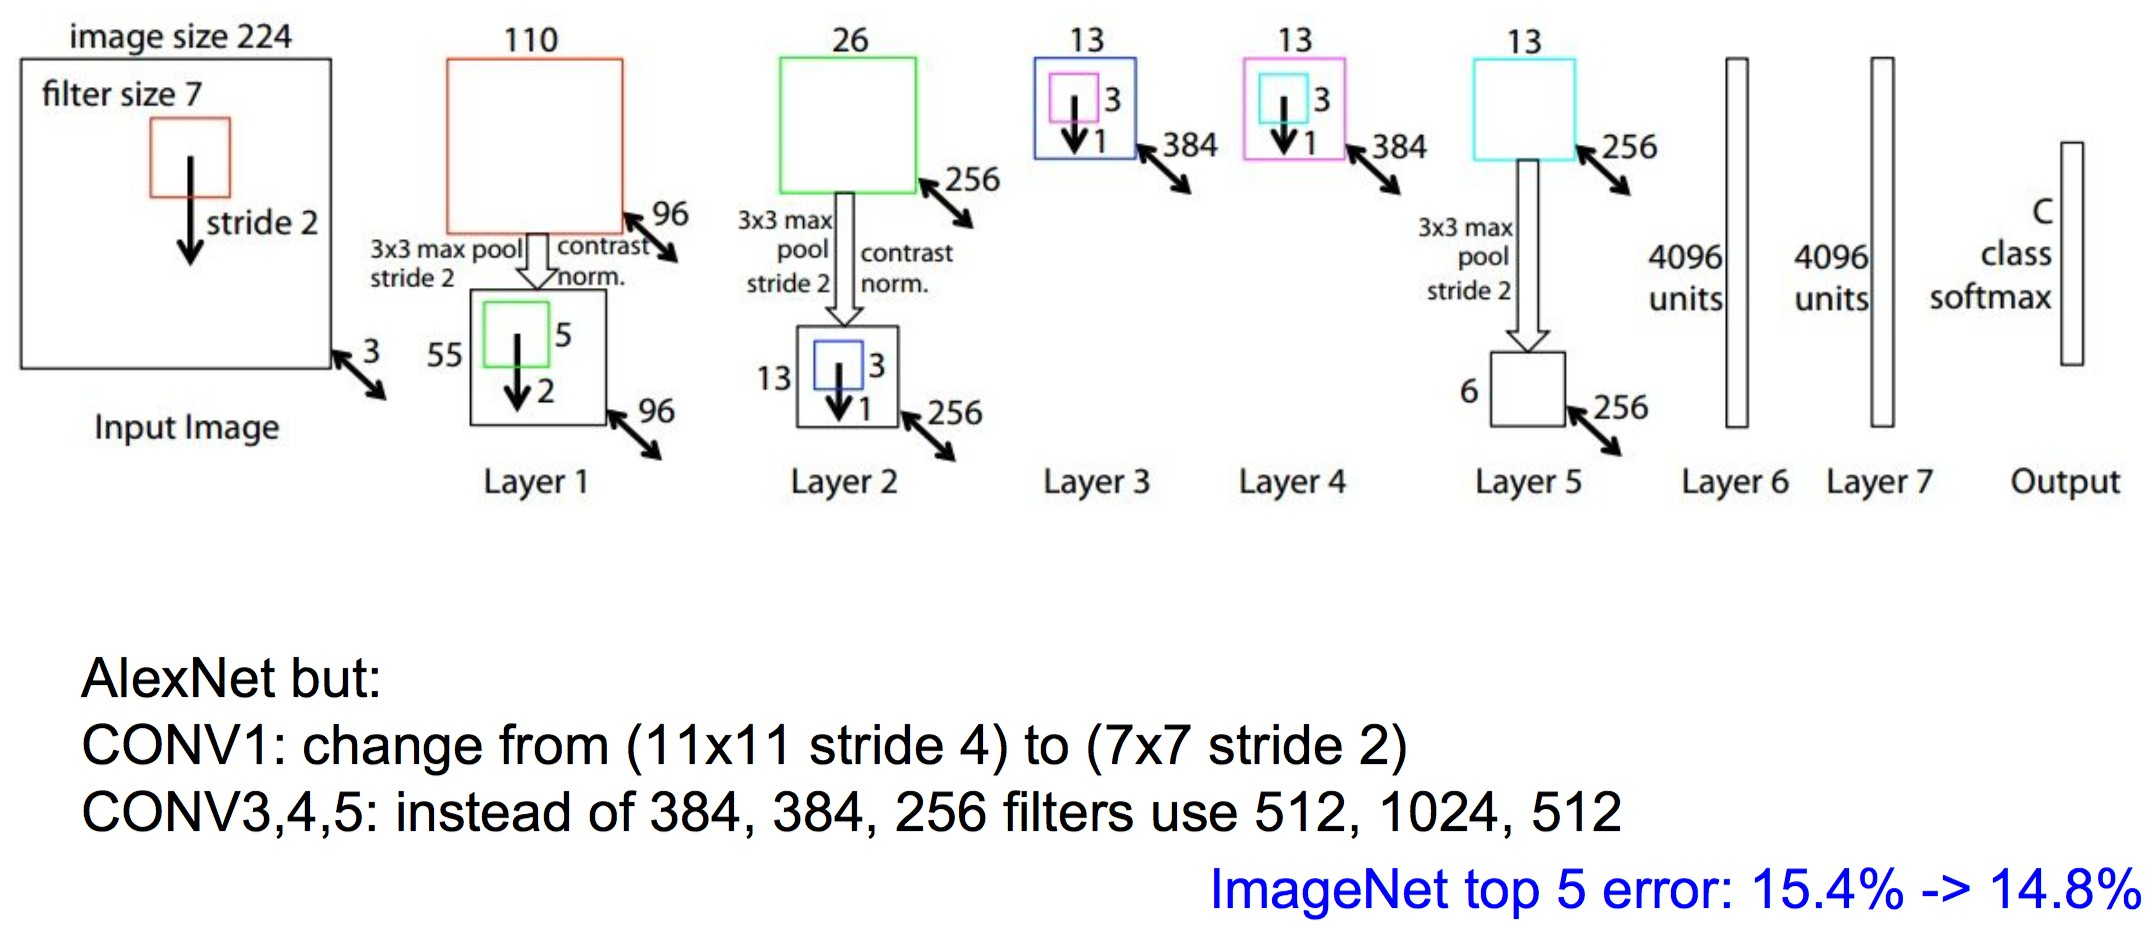 image size 224
filter size 7
stride 2
3
Input Image
110
96
3x3 max pool
stride 2
contrast
norm.
55
5
2
96
Layer 1
26
256
3x3 max
pool
stride 2
contrast
norm.
13
3
1
256
Layer 2
13
3
1
384
Layer 3
13
3
1
384
Layer 4
13
256
3x3 max
pool
stride 2
6
256
Layer 5
4096
units
Layer 6
4096
units
Layer 7
C
class
softmax
Output
AlexNet but:
CONV1: change from (11x11 stride 4) to (7x7 stride 2)
CONV3,4,5: instead of 384, 384, 256 filters use 512, 1024, 512
ImageNet top 5 error: 15.4% -> 14.8%